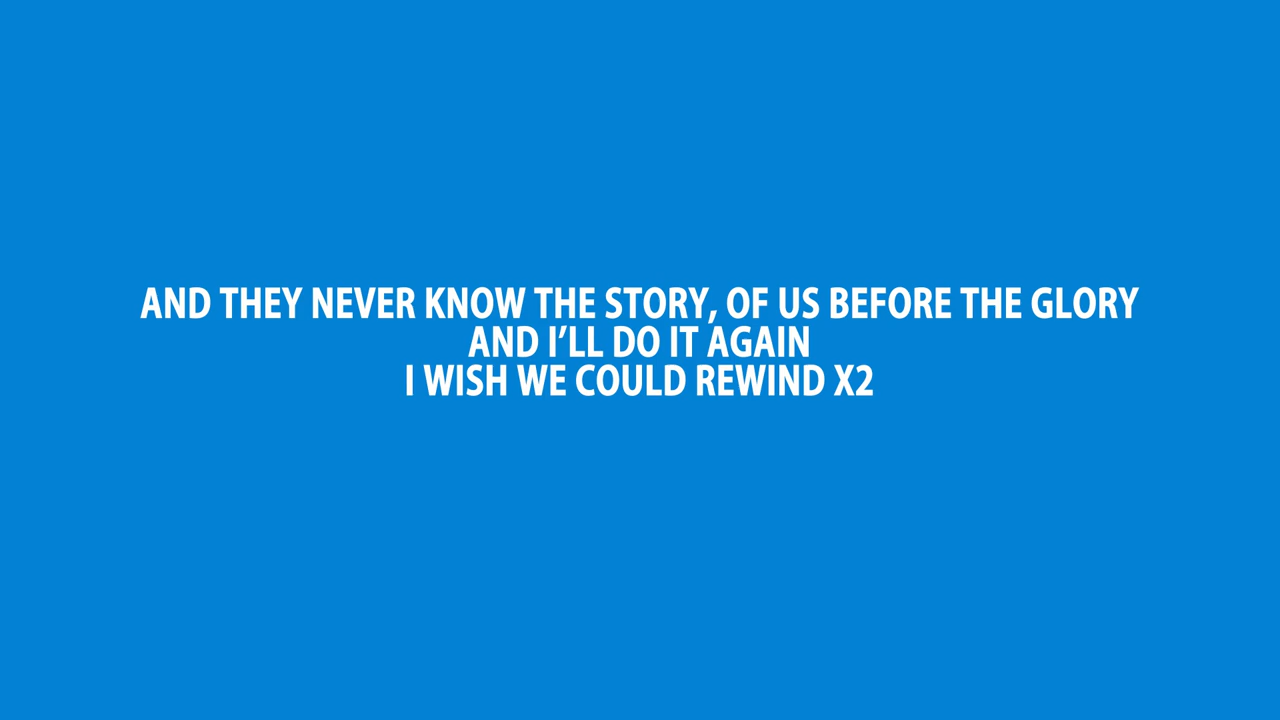 AND THEY NEVER KNOW THE STORY, OF US BEFORE THE GLORY
AND I’LL DO IT AGAIN
I WISH WE COULD REWIND X2